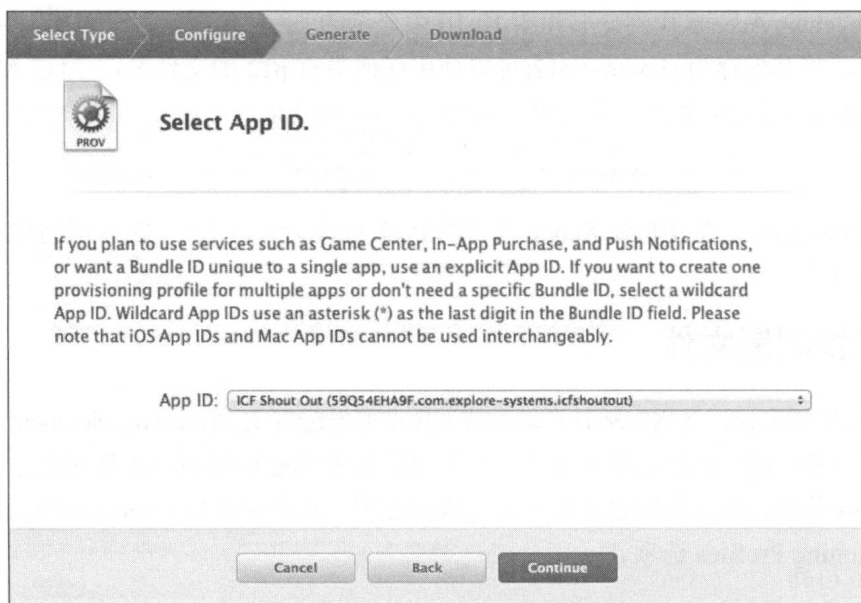 Select Type
Configure
Generate
Download
PROV
Select App ID.
If you plan to use services such as Game Center, In-App Purchase, and Push Notifications,
or want a Bundle ID unique to a single app, use an explicit App ID. If you want to create one
provisioning profile for multiple apps or don't need a specific Bundle ID, select a wildcard
App ID. Wildcard App IDs use an asterisk (*) as the last digit in the Bundle ID field. Please
note that iOS App IDs and Mac App IDs cannot be used interchangeably.
App ID: ICF Shout Out (59Q54EHA9F.com.explore-systems.icfshoutout)
Cancel
Back
Continue